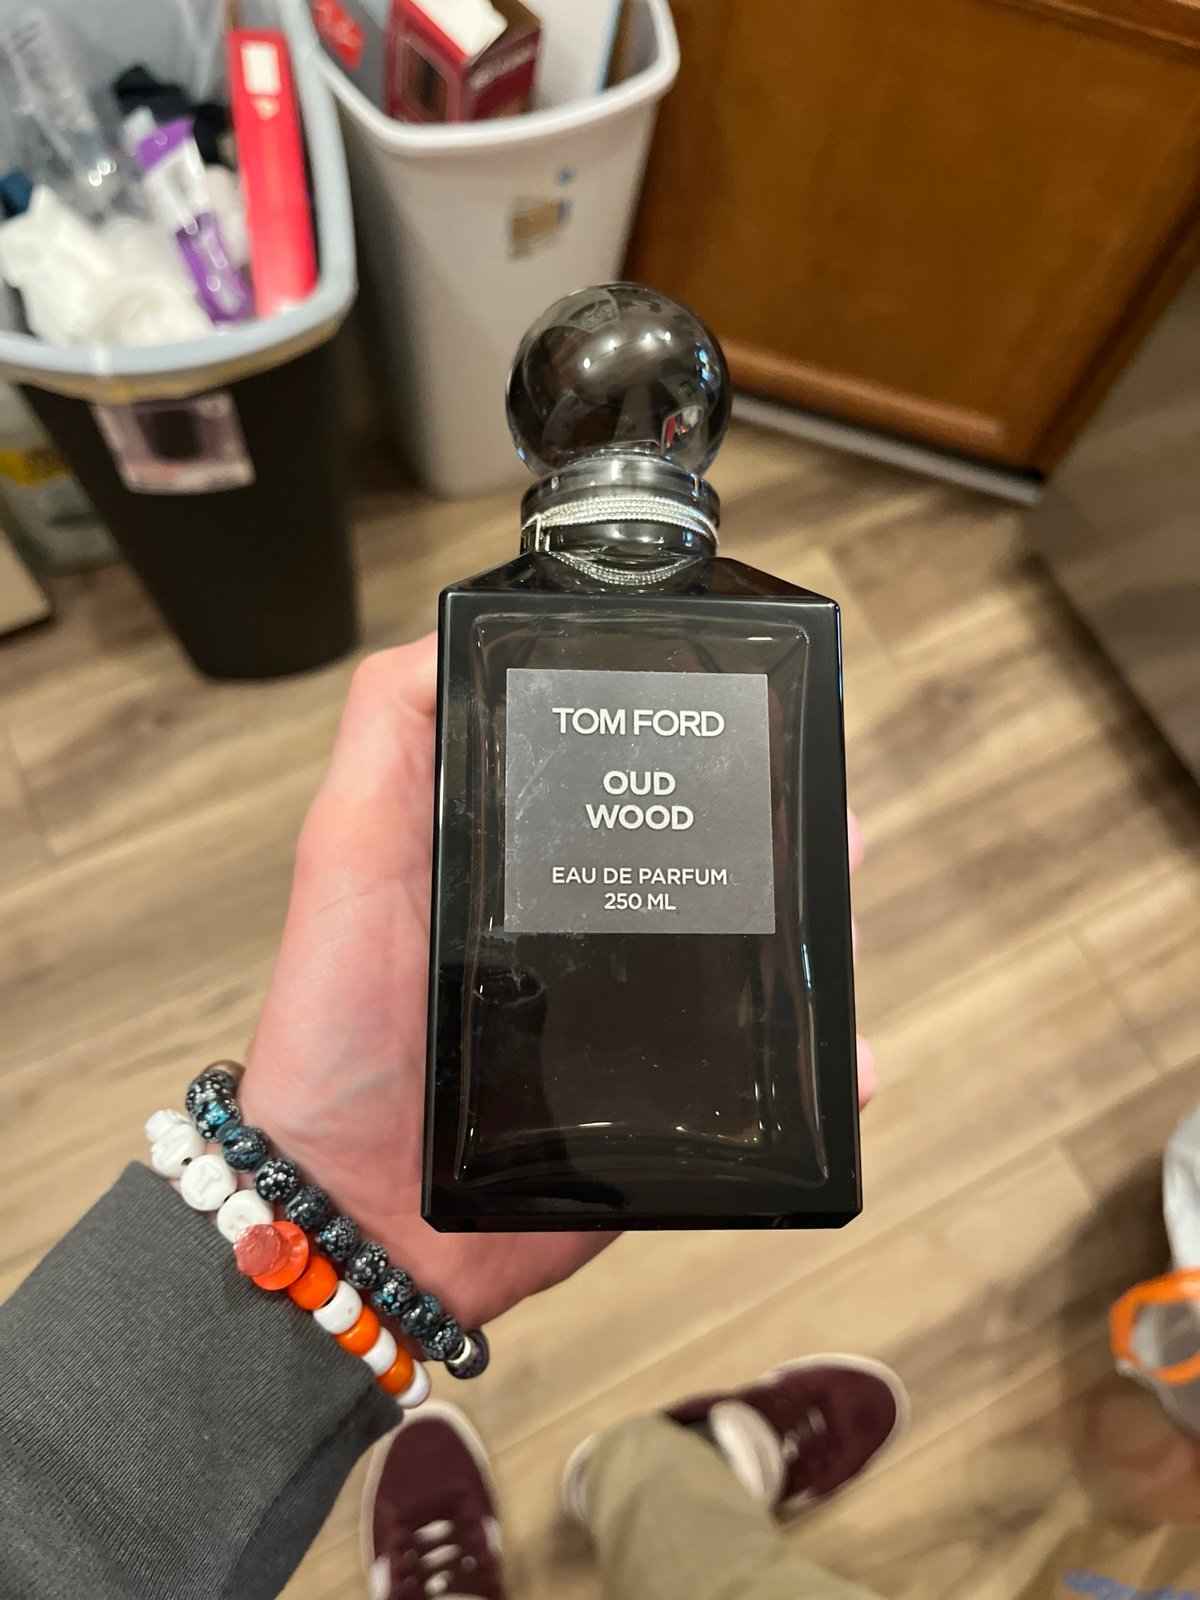 TOM FORD
OUD
WOOD
EAU DE PARFUM
250 ML